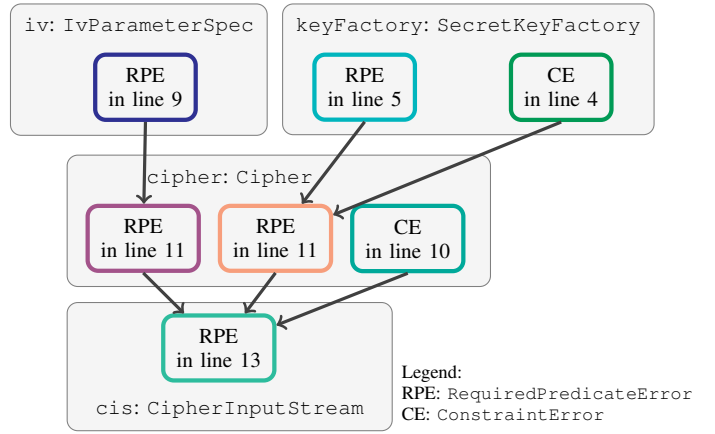 iv: IvParameterSpec
keyFactory: SecretKeyFactory
RPE
in line 9
RPE
in line 5
CE
in line 4
cipher: Cipher
RPE
in line 11
RPE
in line 11
CE
in line 10
RPE
in line 13
cis: CipherInputStream
Legend:
RPE: RequiredPredicateError
CE: ConstraintError